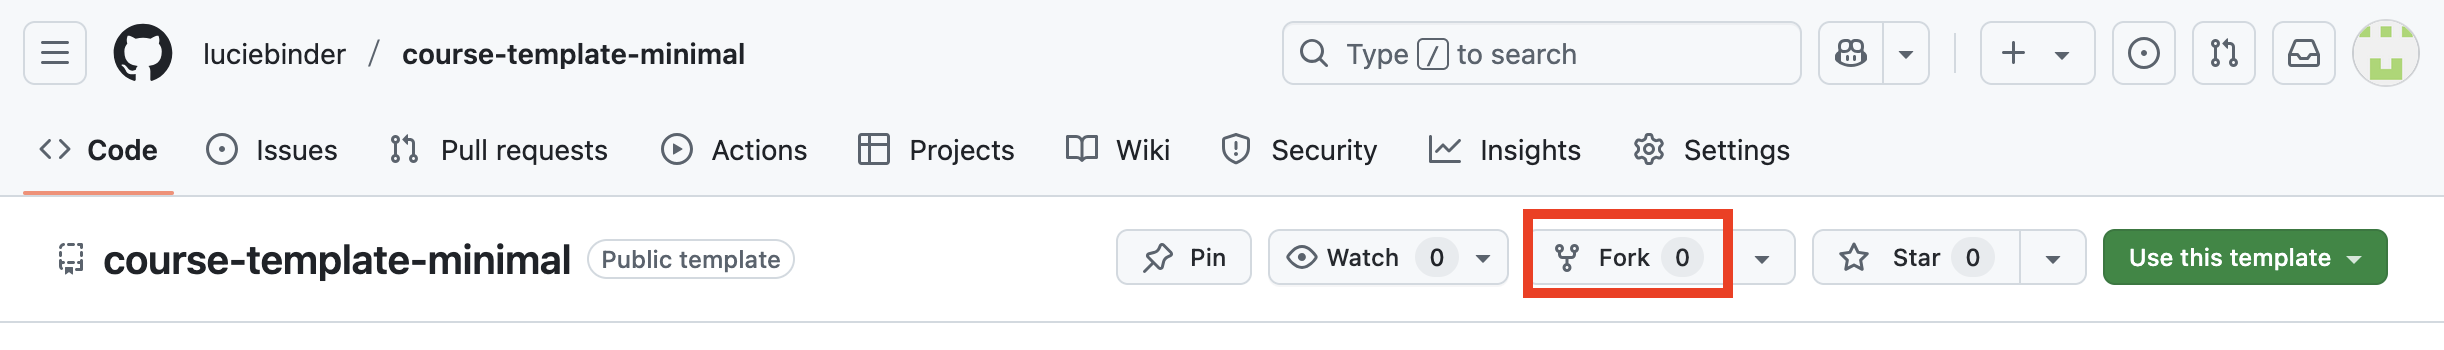 luciebinder / course-template-minimal Type / to search
Code Issues Pull requests Actions Projects Wiki Security Insights Settings
course-template-minimal Public template Pin Watch 0 Fork 0 Star 0 Use this template